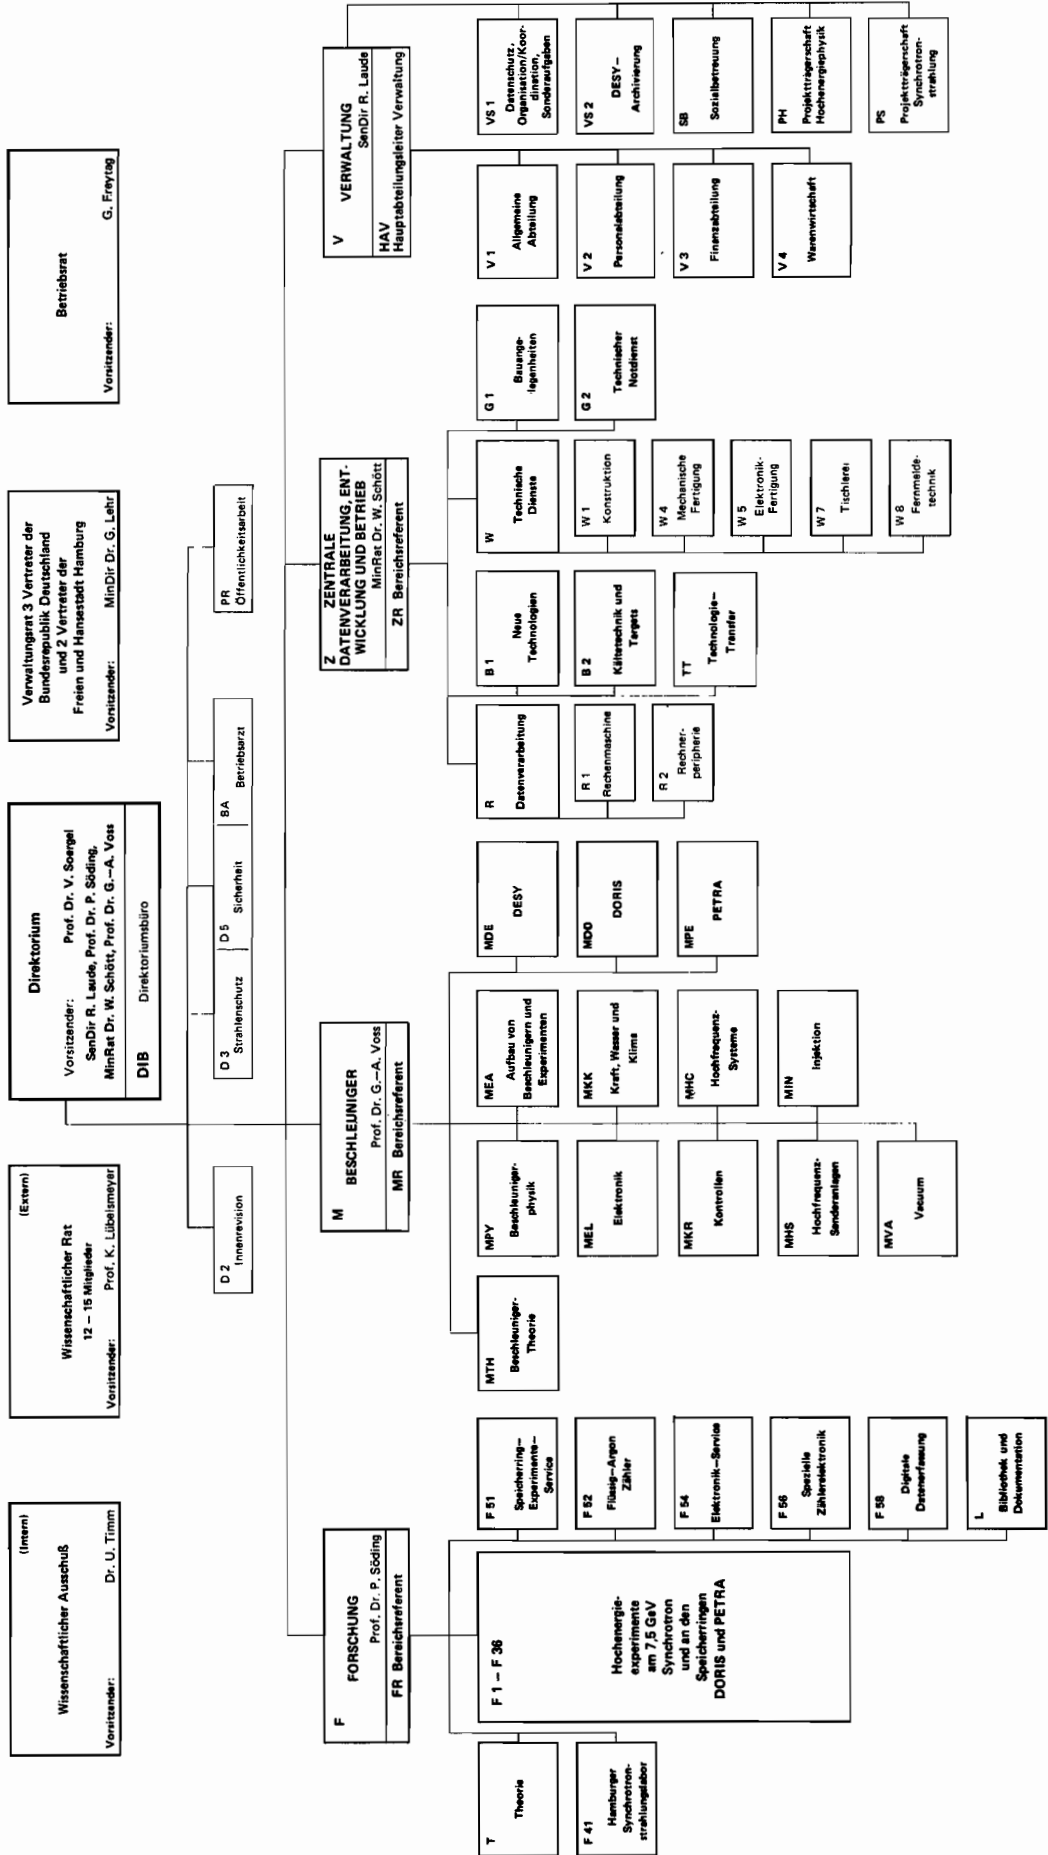 (Intern)
Wissenschaftlicher Ausschuß
Vorsitzender: Dr. U. Timm
(Extern)
Wissenschaftlicher Rat
12 – 15 Mitglieder
Vorsitzender: Prof. K. Lübelsmeyer
Direktorium
Vorsitzender: Prof. Dr. V. Soergel
SenDir R. Laude, Prof. Dr. P. Söding,
MinRat Dr. W. Schött, Prof. Dr. G.–A. Voss
DIB Direktoriumsbüro
Verwaltungsrat 3 Vertreter der
Bundesrepublik Deutschland
und 2 Vertreter der
Freien und Hansestadt Hamburg
Vorsitzender: MinDir Dr. G. Lehr
Betriebsrat
Vorsitzender: G. Freytag
D 2
Innenrevision
D 3
Strahlenschutz
D 5
Sicherheit
BA
Betriebsarzt
PR
Öffentlichkeitsarbeit
F
FORSCHUNG
Prof. Dr. P. Söding
FR Bereichsreferent
M
BESCHLEUNIGER
Prof. Dr. G.–A. Voss
MR Bereichsreferent
Z ZENTRALE
DATENVERARBEITUNG, ENT-
WICKLUNG UND BETRIEB
MinRat Dr. W. Schött
ZR Bereichsreferent
V
VERWALTUNG
SenDir R. Laude
HAV
Hauptabteilungsleiter Verwaltung
T
Theorie
F 41
Hamburger
Synchrotron-
strahlungslabor
F 1 – F 36
Hochenergie-
experimente
am 7,5 GeV
Synchrotron
und an den
Speicherringen
DORIS und PETRA
F 51
Speicherring–
Experimente–
Service
F 52
Flüssig–Argon
Zähler
F 54
Elektronik–Service
F 56
Spezielle
Zählerelektronik
F 58
Digitale
Datenerfassung
L
Bibliothek und
Dokumentation
MTH
Beschleuniger-
Theorie
MPY
Beschleuniger-
physik
MEL
Elektronik
MKR
Kontrollen
MHS
Hochfrequenz-
Senderanlagen
MVA
Vacuum
MEA
Aufbau von
Beschleunigern und
Experimenten
MKK
Kraft, Wasser und
Klima
MHC
Hochfrequenz-
Systeme
MIN
Injektion
MDE
DESY
MDO
DORIS
MPE
PETRA
R
Datenverarbeitung
R 1
Rechenmaschine
R 2
Rechner-
peripherie
B 1
Neue
Technologien
B 2
Kältetechnik und
Targets
TT
Technologie–
Transfer
W
Technische
Dienste
W 1
Konstruktion
W 4
Mechanische
Fertigung
W 5
Elektronik-
Fertigung
W 7
Tischlerei
W 8
Fernmelde-
technik
G 1
Bauange-
legenheiten
G 2
Technischer
Notdienst
V 1
Allgemeine
Abteilung
V 2
Personalabteilung
V 3
Finanzabteilung
V 4
Warenwirtschaft
VS 1
Datenschutz,
Organisation/Koor-
dination,
Sonderaufgaben
VS 2
DESY–
Archivierung
SB
Sozialbetreuung
PH
Projektträgerschaft
Hochenergiephysik
PS
Projektträgerschaft
Synchrotron-
strahlung